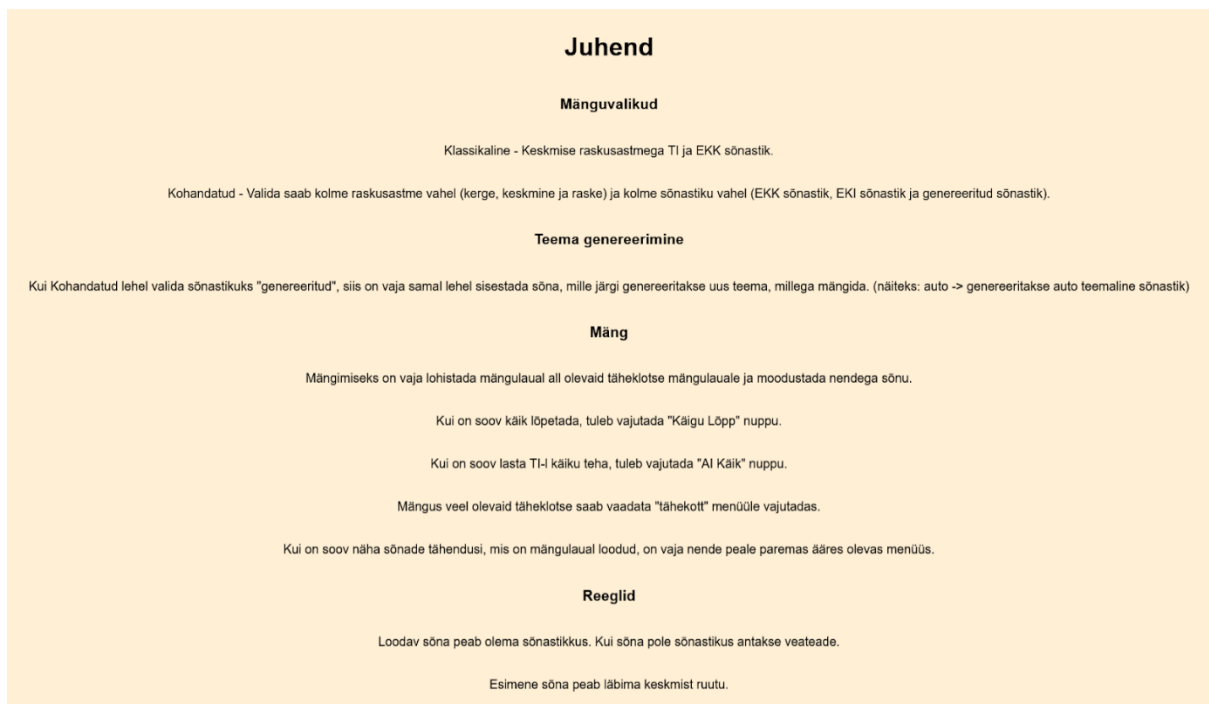 Juhend
Mänguvalikud
Klassikaline - Keskmise raskusastmega TI ja EKK sõnastik.
Kohandatud - Valida saab kolme raskusastme vahel (kerge, keskmine ja raske) ja kolme sõnastiku vahel (EKK sõnastik, EKI sõnastik ja genereeritud sõnastik).
Teema genereerimine
Kui Kohandatud lehel valida sõnastikuks "genereeritud", siis on vaja samal lehel sisestada sõna, mille järgi genereeritakse uus teema, millega mängida. (näiteks: auto -> genereeritakse auto teemaline sõnastik)
Mäng
Mängimiseks on vaja lohistada mängulaual all olevaid täheklotse mängulauale ja moodustada nendega sõnu.
Kui on soov käik lõpetada, tuleb vajutada "Käigu Lõpp" nuppu.
Kui on soov lasta TI-l käiku teha, tuleb vajutada "AI Käik" nuppu.
Mängus veel olevaid täheklotse saab vaadata "tähekott" menüüle vajutadas.
Kui on soov näha sõnade tähendusi, mis on mängulaual loodud, on vaja nende peale paremas ääres olevas menüüs.
Reeglid
Loodav sõna peab olema sõnastikkus. Kui sõna pole sõnastikus antakse veateade.
Esimene sõna peab läbima keskmist ruutu.